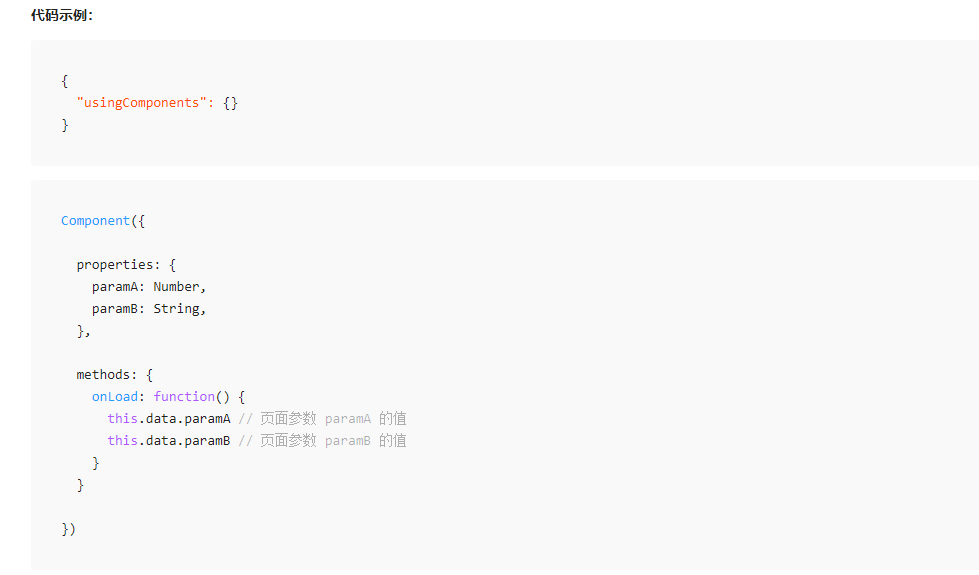 代码示例:
{
"usingComponents": {}
}
Component({
properties: {
paramA: Number,
paramB: String,
},
methods: {
onLoad: function() {
this.data.paramA // 页面参数 paramA 的值
this.data.paramB // 页面参数 paramB 的值
}
}
})